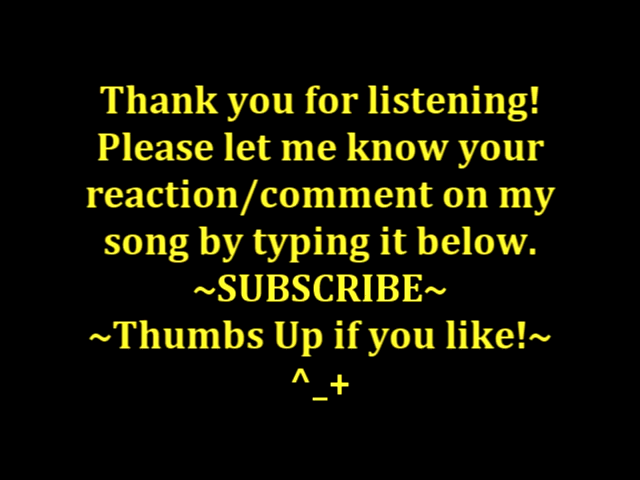 Thank you for listening!
Please let me know your
reaction/comment on my
song by typing it below.
~SUBSCRIBE~
~Thumbs Up if you like!~
^_+